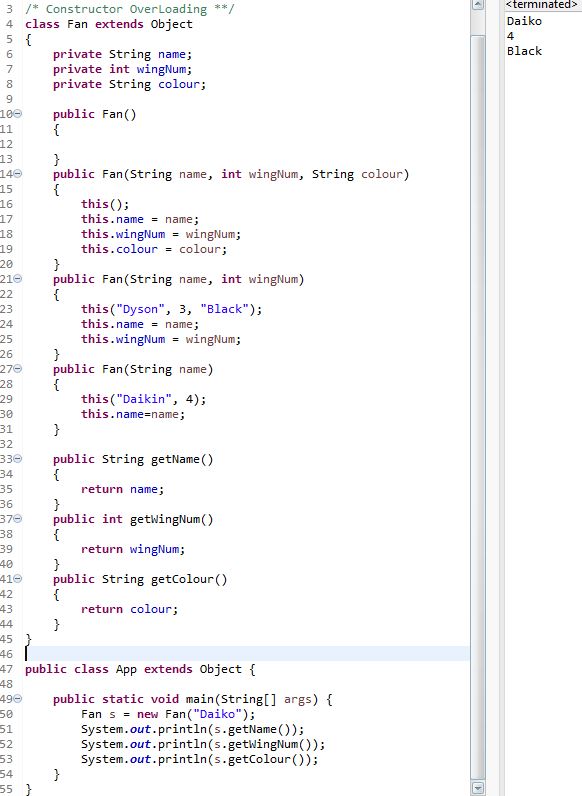 3 /* Constructor OverLoading **/
4 class Fan extends Object
5 {
6     private String name;
7     private int wingNum;
8     private String colour;
9
10     public Fan()
11     {
12
13     }
14     public Fan(String name, int wingNum, String colour)
15     {
16         this();
17         this.name = name;
18         this.wingNum = wingNum;
19         this.colour = colour;
20     }
21     public Fan(String name, int wingNum)
22     {
23         this("Dyson", 3, "Black");
24         this.name = name;
25         this.wingNum = wingNum;
26     }
27     public Fan(String name)
28     {
29         this("Daikin", 4);
30         this.name=name;
31     }
32
33     public String getName()
34     {
35         return name;
36     }
37     public int getWingNum()
38     {
39         return wingNum;
40     }
41     public String getColour()
42     {
43         return colour;
44     }
45 }
46
47 public class App extends Object {
48
49     public static void main(String[] args) {
50         Fan s = new Fan("Daiko");
51         System.out.println(s.getName());
52         System.out.println(s.getWingNum());
53         System.out.println(s.getColour());
54     }
55 }
<terminated>
Daiko
4
Black